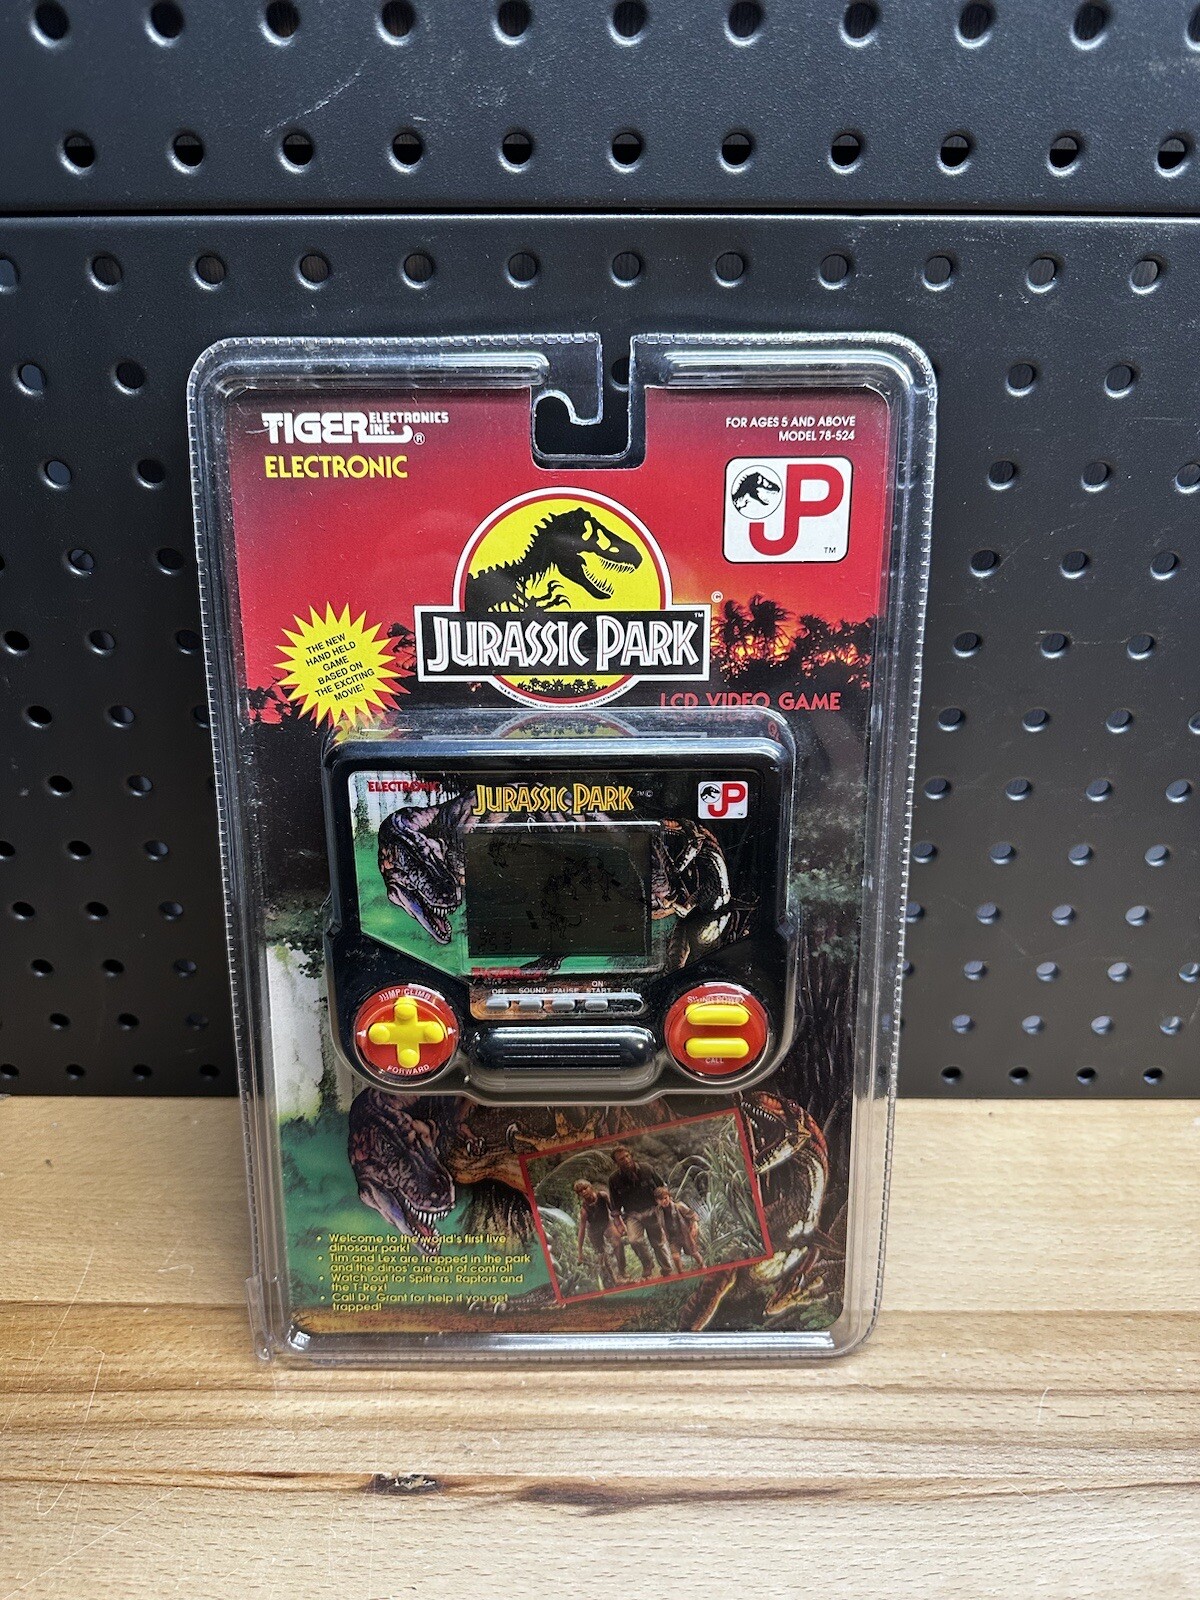 TIGER ELECTRONICS INC. ®
ELECTRONIC
FOR AGES 5 AND ABOVE
MODEL 78-524
JP
TM
JURASSIC PARK
TM
©
THE NEW
HAND HELD
GAME
BASED ON
THE EXCITING
MOVIE!
LCD VIDEO GAME
ELECTRONIC
JURASSIC PARK ™©
JP
OFF SOUND PAUSE ON START ACL
JUMP/CLIMB
FORWARD
CALL
• Welcome to the world's first live
dinosaur park!
• Tim and Lex are trapped in the park
and the dinos' are out of control!
• Watch out for Spitters, Raptors and
the T-Rex!
• Call Dr. Grant for help if you get
trapped!